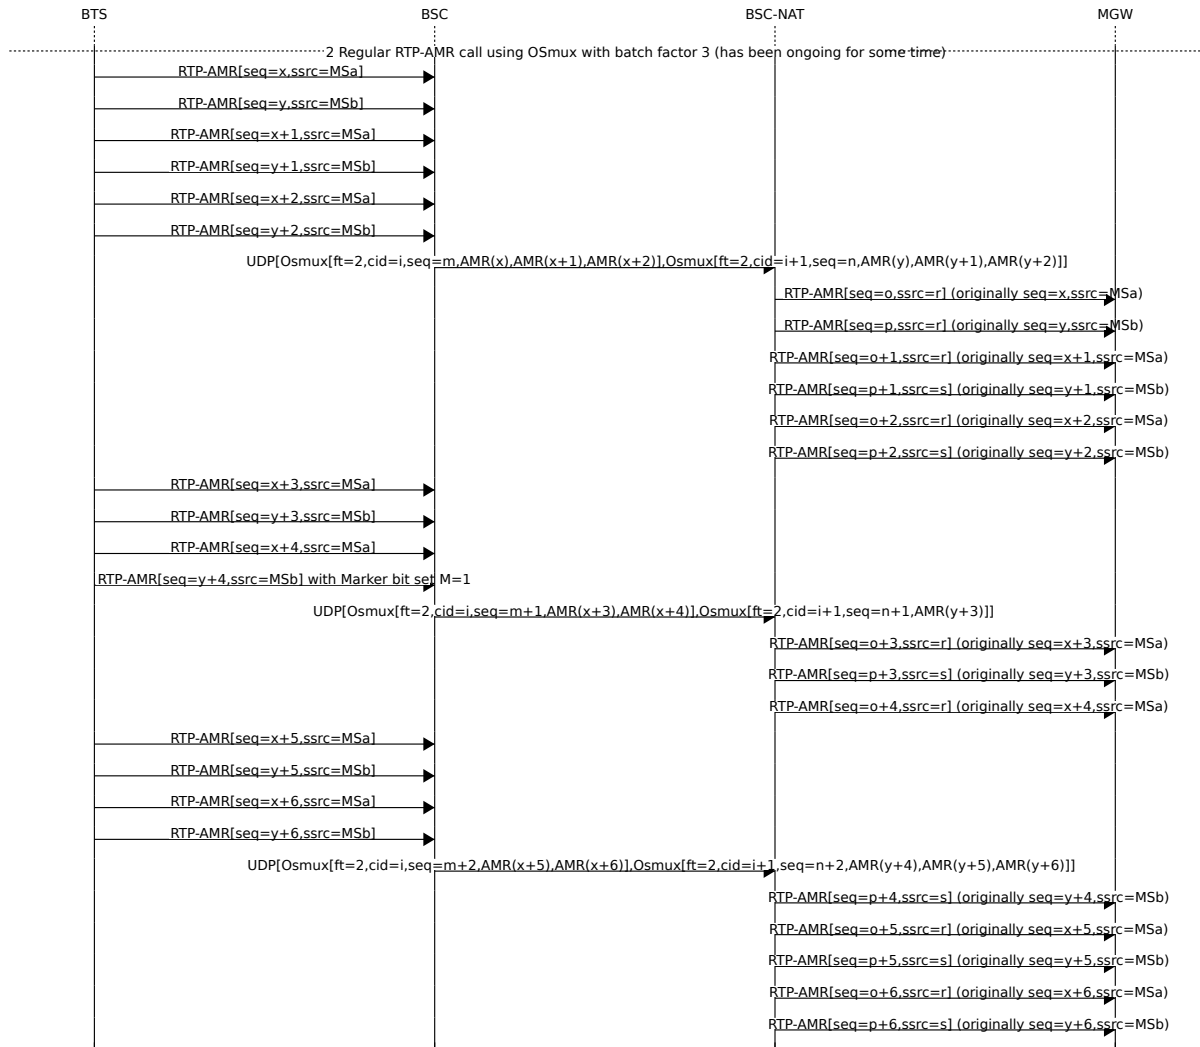 BTS BSC BSC-NAT MGW
2 Regular RTP-AMR call using OSmux with batch factor 3 (has been ongoing for some time)
RTP-AMR[seq=x,ssrc=MSa]
RTP-AMR[seq=y,ssrc=MSb]
RTP-AMR[seq=x+1,ssrc=MSa]
RTP-AMR[seq=y+1,ssrc=MSb]
RTP-AMR[seq=x+2,ssrc=MSa]
RTP-AMR[seq=y+2,ssrc=MSb]
UDP[Osmux[ft=2,cid=i,seq=m,AMR(x),AMR(x+1),AMR(x+2)],Osmux[ft=2,cid=i+1,seq=n,AMR(y),AMR(y+1),AMR(y+2)]]
RTP-AMR[seq=o,ssrc=r] (originally seq=x,ssrc=MSa)
RTP-AMR[seq=p,ssrc=r] (originally seq=y,ssrc=MSb)
RTP-AMR[seq=o+1,ssrc=r] (originally seq=x+1,ssrc=MSa)
RTP-AMR[seq=p+1,ssrc=s] (originally seq=y+1,ssrc=MSb)
RTP-AMR[seq=o+2,ssrc=r] (originally seq=x+2,ssrc=MSa)
RTP-AMR[seq=p+2,ssrc=s] (originally seq=y+2,ssrc=MSb)
RTP-AMR[seq=x+3,ssrc=MSa]
RTP-AMR[seq=y+3,ssrc=MSb]
RTP-AMR[seq=x+4,ssrc=MSa]
RTP-AMR[seq=y+4,ssrc=MSb] with Marker bit set M=1
UDP[Osmux[ft=2,cid=i,seq=m+1,AMR(x+3),AMR(x+4)],Osmux[ft=2,cid=i+1,seq=n+1,AMR(y+3)]]
RTP-AMR[seq=o+3,ssrc=r] (originally seq=x+3,ssrc=MSa)
RTP-AMR[seq=p+3,ssrc=s] (originally seq=y+3,ssrc=MSb)
RTP-AMR[seq=o+4,ssrc=r] (originally seq=x+4,ssrc=MSa)
RTP-AMR[seq=x+5,ssrc=MSa]
RTP-AMR[seq=y+5,ssrc=MSb]
RTP-AMR[seq=x+6,ssrc=MSa]
RTP-AMR[seq=y+6,ssrc=MSb]
UDP[Osmux[ft=2,cid=i,seq=m+2,AMR(x+5),AMR(x+6)],Osmux[ft=2,cid=i+1,seq=n+2,AMR(y+4),AMR(y+5),AMR(y+6)]]
RTP-AMR[seq=p+4,ssrc=s] (originally seq=y+4,ssrc=MSb)
RTP-AMR[seq=o+5,ssrc=r] (originally seq=x+5,ssrc=MSa)
RTP-AMR[seq=p+5,ssrc=s] (originally seq=y+5,ssrc=MSb)
RTP-AMR[seq=o+6,ssrc=r] (originally seq=x+6,ssrc=MSa)
RTP-AMR[seq=p+6,ssrc=s] (originally seq=y+6,ssrc=MSb)